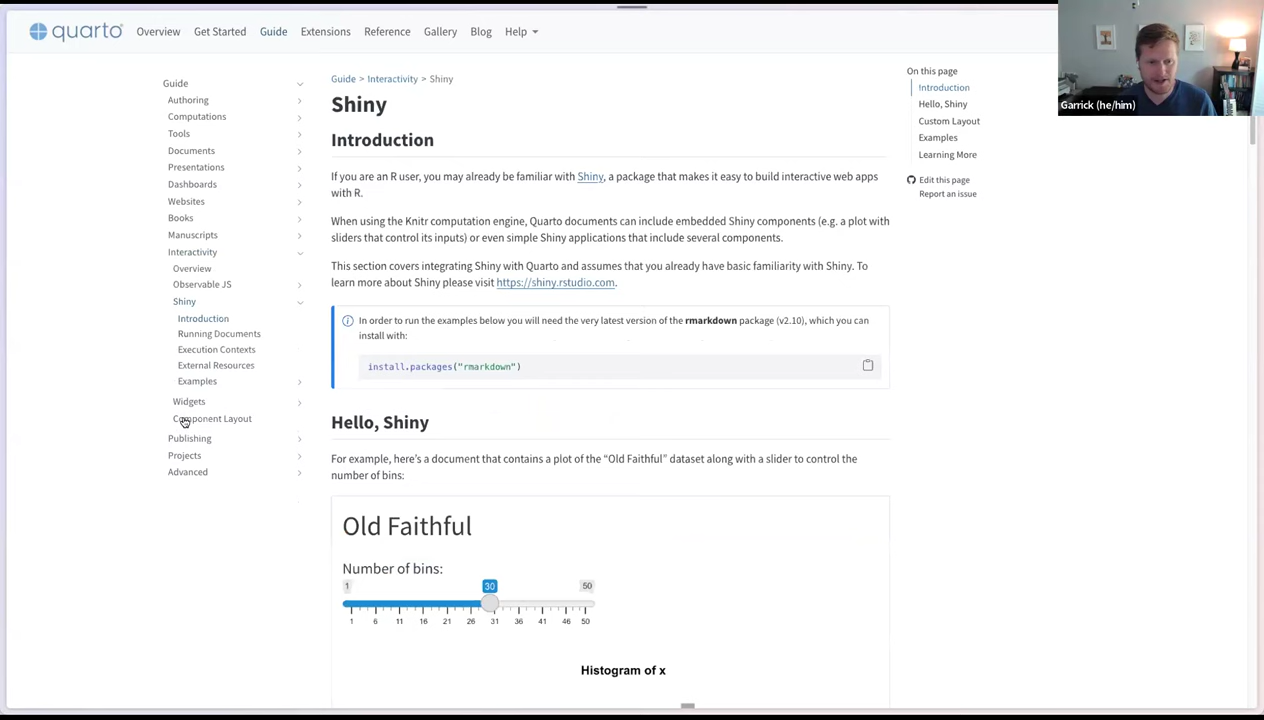 quarto
Overview
Get Started
Guide
Extensions
Reference
Gallery
Blog
Help
Garrick (he/him)
Guide
Authoring
Computations
Tools
Documents
Presentations
Dashboards
Websites
Books
Manuscripts
Interactivity
Overview
Observable JS
Shiny
Introduction
Running Documents
Execution Contexts
External Resources
Examples
Widgets
Component Layout
Publishing
Projects
Advanced
Guide > Interactivity > Shiny
Shiny
Introduction
If you are an R user, you may already be familiar with Shiny, a package that makes it easy to build interactive web apps
with R.
When using the Knitr computation engine, Quarto documents can include embedded Shiny components (e.g. a plot with
sliders that control its inputs) or even simple Shiny applications that include several components.
This section covers integrating Shiny with Quarto and assumes that you already have basic familiarity with Shiny. To
learn more about Shiny please visit https://shiny.rstudio.com.
In order to run the examples below you will need the very latest version of the rmarkdown package (v2.10), which you can
install with:
install.packages("rmarkdown")
Hello, Shiny
For example, here's a document that contains a plot of the “Old Faithful” dataset along with a slider to control the
number of bins:
Old Faithful
Number of bins:
1 30 50
1 6 11 16 21 26 31 36 41 46 50
Histogram of x
On this page
Introduction
Hello, Shiny
Custom Layout
Examples
Learning More
Edit this page
Report an issue